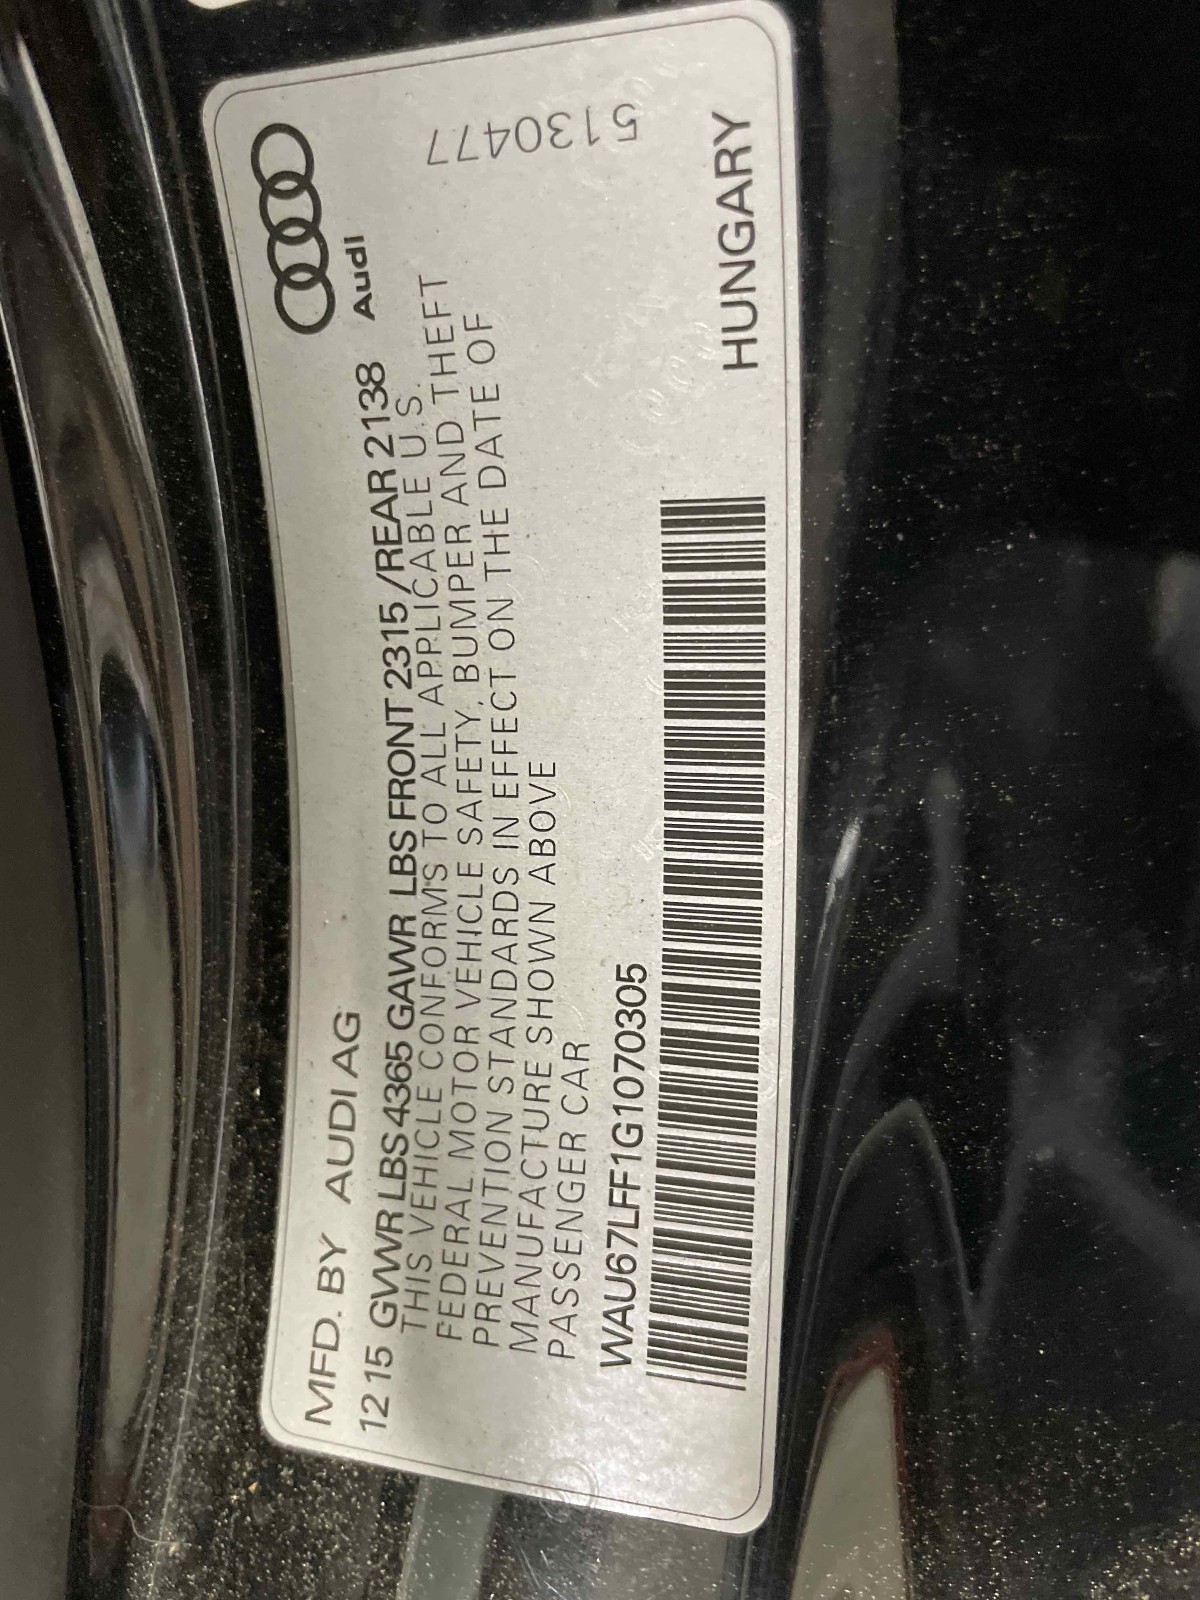 MFD. BY AUDI AG
Audi
12 15 GVWR LBS 4365 GAWR LBS FRONT 2315 / REAR 2138
THIS VEHICLE CONFORMS TO ALL APPLICABLE U.S.
FEDERAL MOTOR VEHICLE SAFETY, BUMPER AND THEFT
PREVENTION STANDARDS IN EFFECT ON THE DATE OF
MANUFACTURE SHOWN ABOVE
PASSENGER CAR
5130477
WAU67LFF1G1070305
HUNGARY